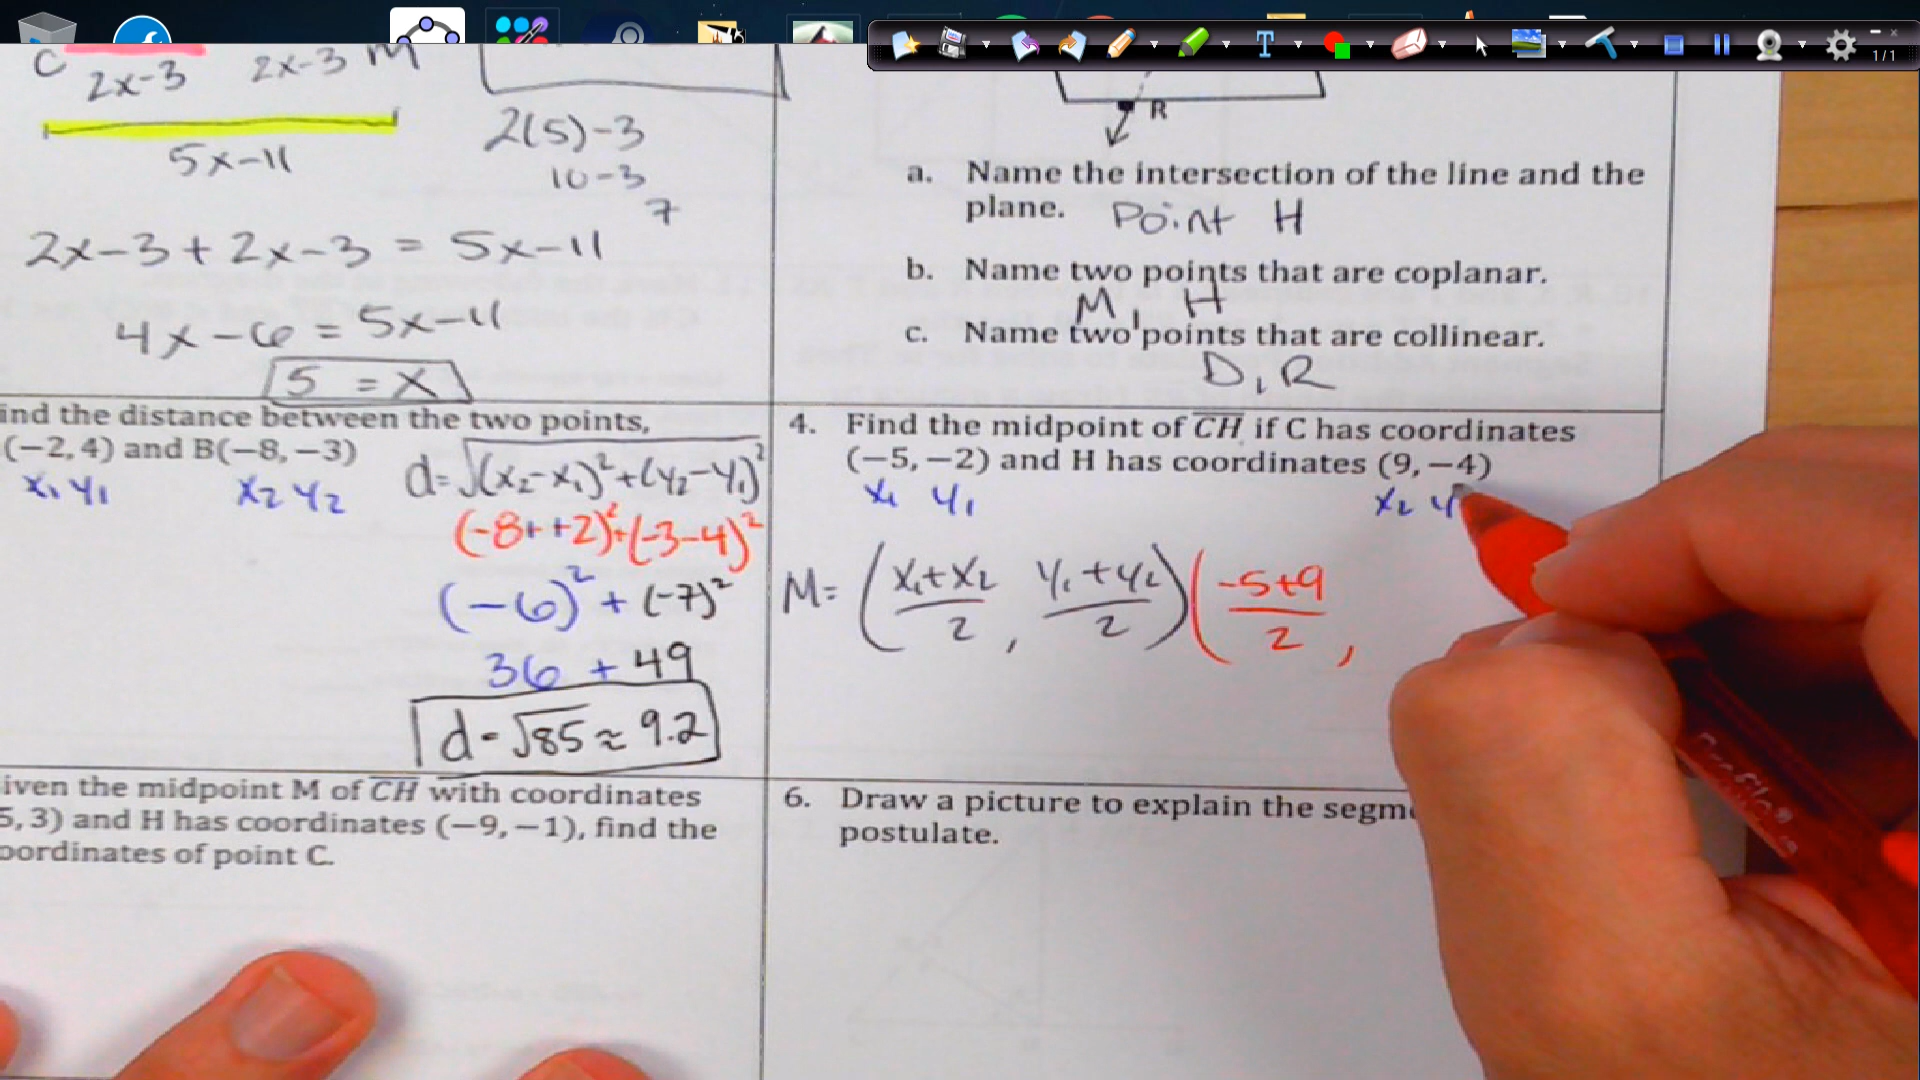 1/1
C 2x-3 2x-3 M
5x-11
2(5)-3
10-3
7
2x-3+2x-3 = 5x-11
4x-6 = 5x-11
5 = x
R
a. Name the intersection of the line and the
plane. Point H
b. Name two points that are coplanar.
M, H
c. Name two points that are collinear.
D, R
ind the distance between the two points,
(−2, 4) and B(−8, −3)
x₁ y₁ x₂ y₂
d=√(x₂-x₁)²+(y₂-y₁)²
(-8++2)²+(-3-4)²
(-6)²+(-7)²
36 + 49
d=√85≈9.2
4. Find the midpoint of CH if C has coordinates
(−5, −2) and H has coordinates (9, −4)
x₁ y₁ x₂ y
M= (x₁+x₂/2, y₁+y₂/2) (-5+9/2,
iven the midpoint M of CH with coordinates
5, 3) and H has coordinates (−9, −1), find the
oordinates of point C.
6. Draw a picture to explain the segm
postulate.